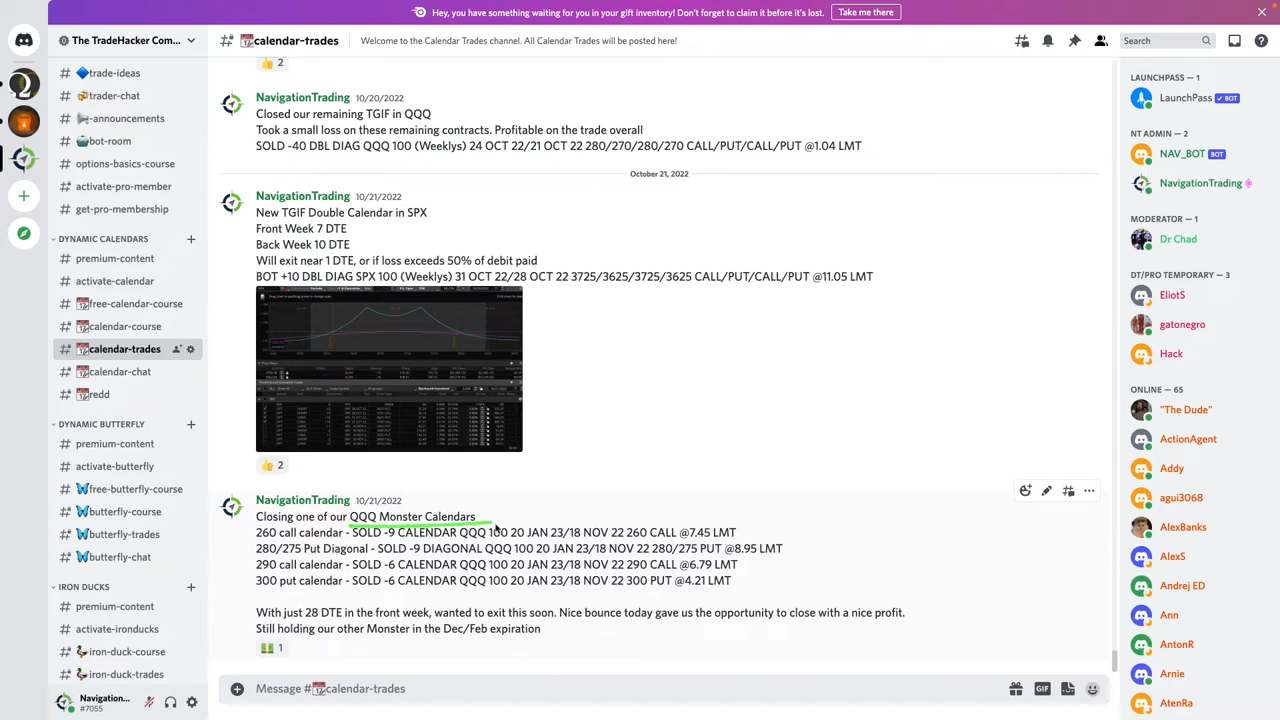 Hey, you have something waiting for you in your gift inventory! Don't forget to claim it before it's lost. Take me there
The TradeHacker Com...
calendar-trades
Welcome to the Calendar Trades channel. All Calendar Trades will be posted here!
Search
trade-ideas
trader-chat
-announcements
bot-room
options-basics-course
activate-pro-member
get-pro-membership
DYNAMIC CALENDARS
premium-content
activate-calendar
free-calendar-course
calendar-course
calendar-trades
calendar-chat
redd
DYNAMIC BUTTERFLY
premium-content
activate-butterfly
free-butterfly-course
butterfly-course
butterfly-trades
butterfly-chat
IRON DUCKS
premium-content
activate-ironducks
iron-duck-course
iron-duck-trades
Navigation...
#7055
2
NavigationTrading 10/20/2022
Closed our remaining TGIF in QQQ
Took a small loss on these remaining contracts. Profitable on the trade overall
SOLD -40 DBL DIAG QQQ 100 (Weeklys) 24 OCT 22/21 OCT 22 280/270/280/270 CALL/PUT/CALL/PUT @1.04 LMT
October 21, 2022
NavigationTrading 10/21/2022
New TGIF Double Calendar in SPX
Front Week 7 DTE
Back Week 10 DTE
Will exit near 1 DTE, or if loss exceeds 50% of debit paid
BOT +10 DBL DIAG SPX 100 (Weeklys) 31 OCT 22/28 OCT 22 3725/3625/3725/3625 CALL/PUT/CALL/PUT @11.05 LMT
2
NavigationTrading 10/21/2022
Closing one of our QQQ Monster Calendars
260 call calendar - SOLD -9 CALENDAR QQQ 100 20 JAN 23/18 NOV 22 260 CALL @7.45 LMT
280/275 Put Diagonal - SOLD -9 DIAGONAL QQQ 100 20 JAN 23/18 NOV 22 280/275 PUT @8.95 LMT
290 call calendar - SOLD -6 CALENDAR QQQ 100 20 JAN 23/18 NOV 22 290 CALL @6.79 LMT
300 put calendar - SOLD -6 CALENDAR QQQ 100 20 JAN 23/18 NOV 22 300 PUT @4.21 LMT
With just 28 DTE in the front week, wanted to exit this soon. Nice bounce today gave us the opportunity to close with a nice profit.
Still holding our other Monster in the Dec/Feb expiration
1
Message #calendar-trades
GIF
LAUNCHPASS — 1
LaunchPass BOT
NT ADMIN — 2
NAV_BOT BOT
NavigationTrading
MODERATOR — 1
Dr Chad
DT/PRO TEMPORARY — 3
EliotS
gatonegro
Hack
ONLINE — 65
"The Dude"
ActionAgent
Addy
agui3068
AlexBanks
AlexS
Andrej ED
Ann
AntonR
Arnie
AtenRa